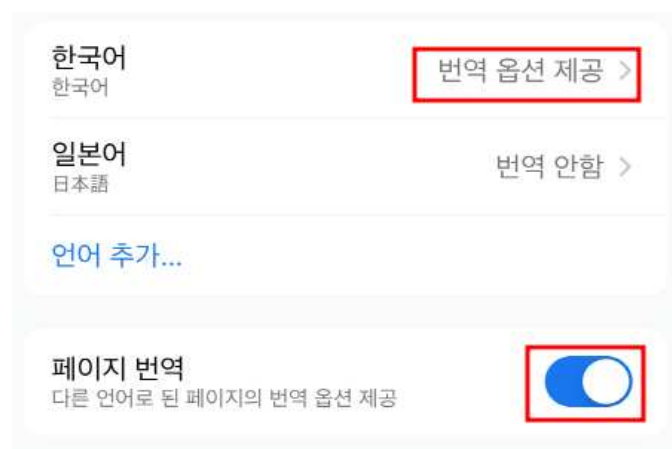 한국어
번역 옵션 제공
한국어
일본어
번역 안함
日本語
언어 추가...
페이지 번역
다른 언어로 된 페이지의 번역 옵션 제공